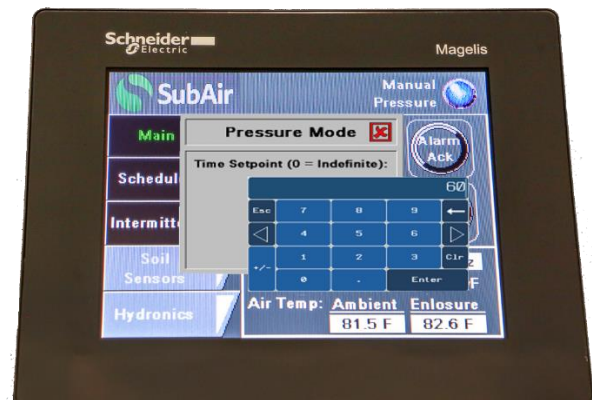 Schneider
Electric
Magelis
SubAir
Manual
Pressure
Main
Pressure Mode
Alarm
Ack
Time Setpoint (0 = Indefinite):
Schedul
60
Esc 7 8 9
Intermitt
4 5 6
+/- 1 2 3 Clr
0 . Enter
Soil
Sensors
F
Hydronics
Air Temp: Ambient Enlosure
81.5 F 82.6 F